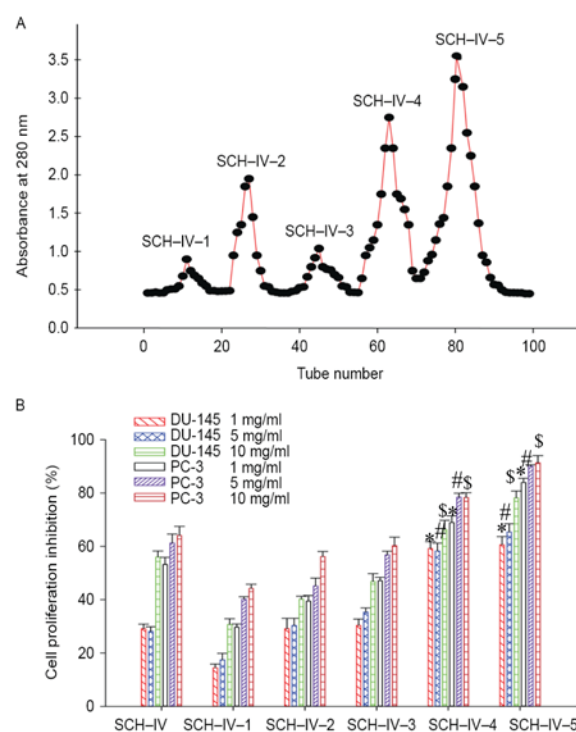 A
SCH–IV–5
3.5
SCH–IV–4
3.0
Absorbance at 280 nm
2.5
SCH–IV–2
2.0
1.5
SCH–IV–1
SCH–IV–3
1.0
0.5
0.0
0 20 40 60 80 100
Tube number
B
DU-145 1 mg/ml
DU-145 5 mg/ml
DU-145 10 mg/ml
PC-3 1 mg/ml
PC-3 5 mg/ml
PC-3 10 mg/ml
Cell proliferation inhibition (%)
100
80
60
40
20
0
* # $ * # $
* # $ * # $
SCH–IV SCH–IV–1 SCH–IV–2 SCH–IV–3 SCH–IV–4 SCH–IV–5